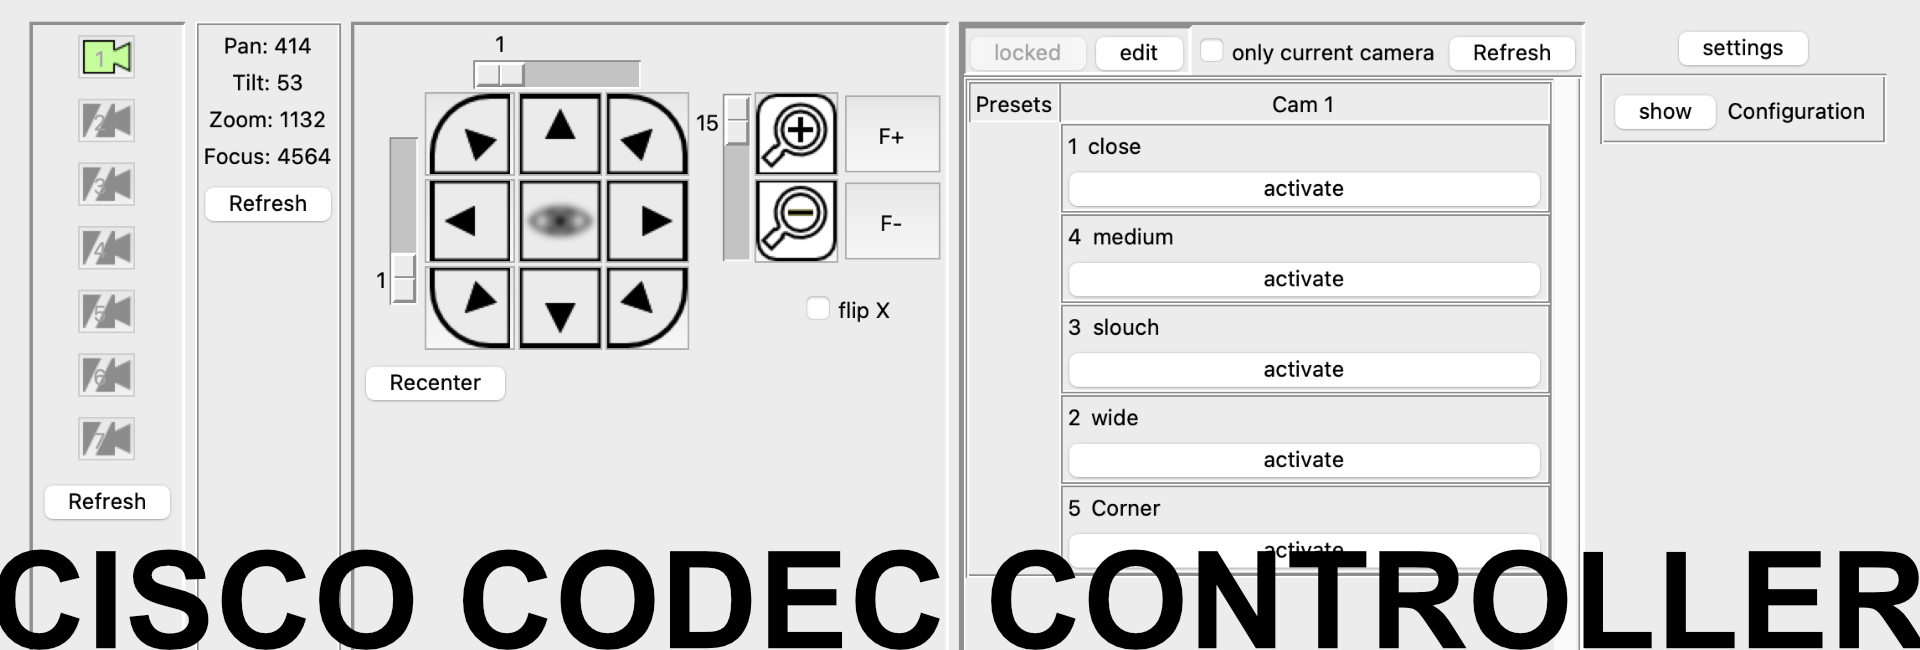 1
2
3
4
5
6
7
Refresh
Pan: 414
Tilt: 53
Zoom: 1132
Focus: 4564
Refresh
1
1
15
F+
F-
flip X
Recenter
locked
edit
only current camera
Refresh
Presets
Cam 1
1 close
activate
4 medium
activate
3 slouch
activate
2 wide
activate
5 Corner
activate
settings
show
Configuration
CISCO CODEC CONTROLLER